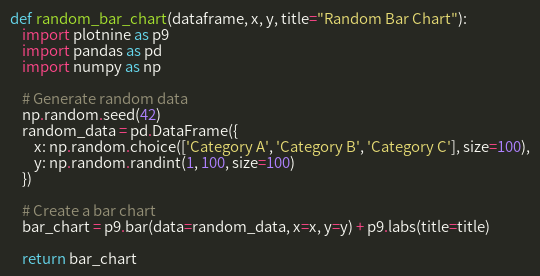 def random_bar_chart(dataframe, x, y, title="Random Bar Chart"):
import plotnine as p9
import pandas as pd
import numpy as np
# Generate random data
np.random.seed(42)
random_data = pd.DataFrame({
x: np.random.choice(['Category A', 'Category B', 'Category C'], size=100),
y: np.random.randint(1, 100, size=100)
})
# Create a bar chart
bar_chart = p9.bar(data=random_data, x=x, y=y) + p9.labs(title=title)
return bar_chart